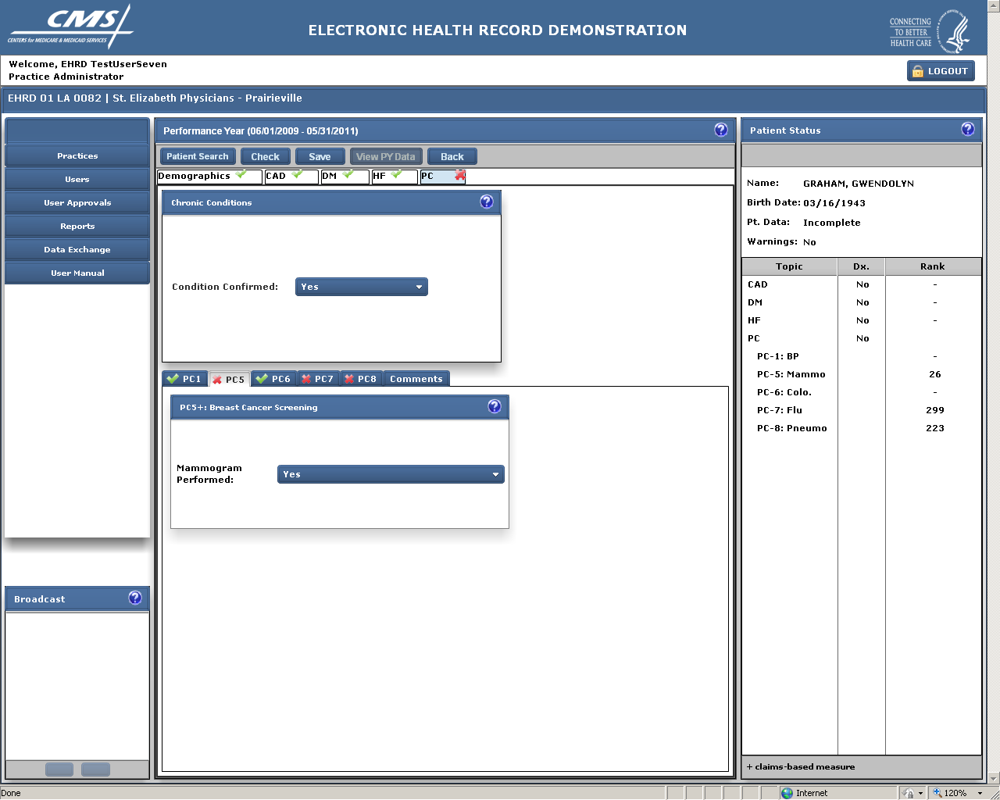 CMS
CENTERS for MEDICARE & MEDICAID SERVICES
ELECTRONIC HEALTH RECORD DEMONSTRATION
CONNECTING
TO BETTER
HEALTH CARE
Welcome, EHRD TestUserSeven
Practice Administrator
LOGOUT
EHRD 01 LA 0082 | St. Elizabeth Physicians - Prairieville
Practices
Users
User Approvals
Reports
Data Exchange
User Manual
Broadcast
Performance Year (06/01/2009 - 05/31/2011)
Patient Search Check Save View PY Data Back
Demographics CAD DM HF PC
Chronic Conditions
Condition Confirmed: Yes
PC1 PC5 PC6 PC7 PC8 Comments
PC5+: Breast Cancer Screening
Mammogram
Performed: Yes
Patient Status
Name: GRAHAM, GWENDOLYN
Birth Date: 03/16/1943
Pt. Data: Incomplete
Warnings: No
Topic Dx. Rank
CAD No -
DM No -
HF No -
PC No
PC-1: BP -
PC-5: Mammo 26
PC-6: Colo. -
PC-7: Flu 299
PC-8: Pneumo 223
+ claims-based measure
Done Internet 120%